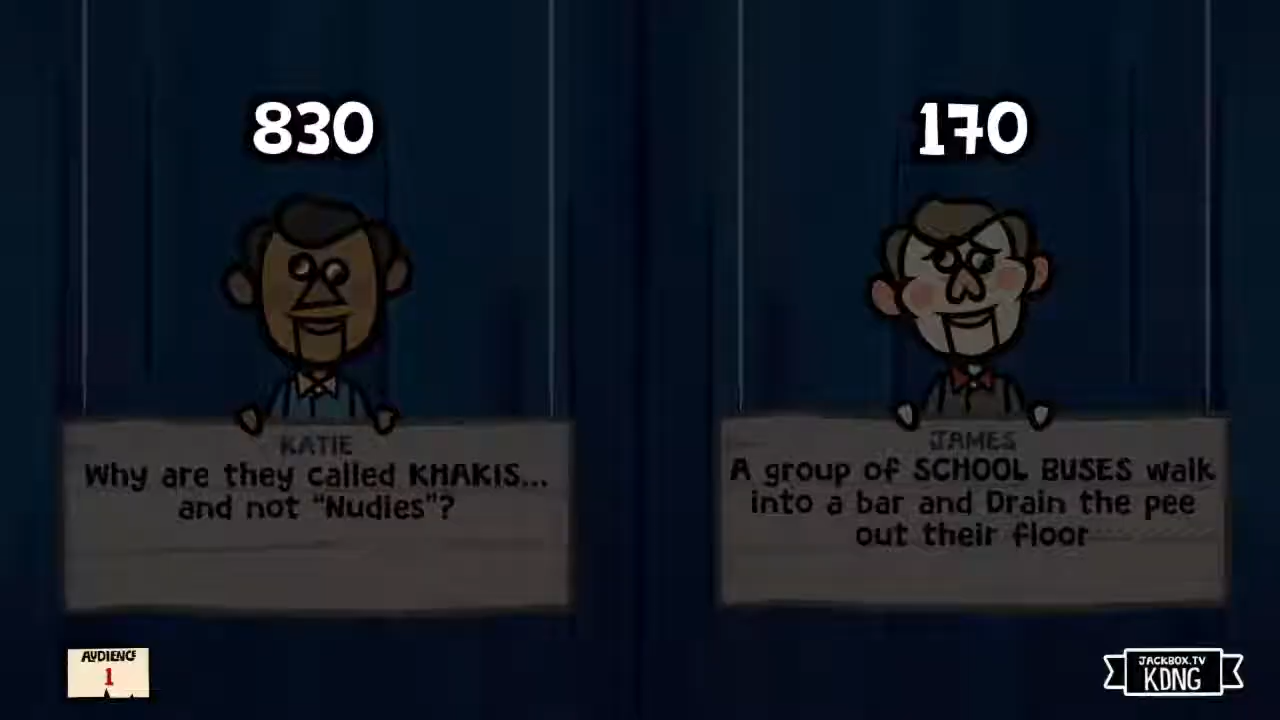 830
170
KATIE
Why are they called KHAKIS...
and not "Nudies"?
JAMES
A group of SCHOOL BUSES walk
into a bar and Drain the pee
out their floor
AUDIENCE
1
JACKBOX.TV
KDNG